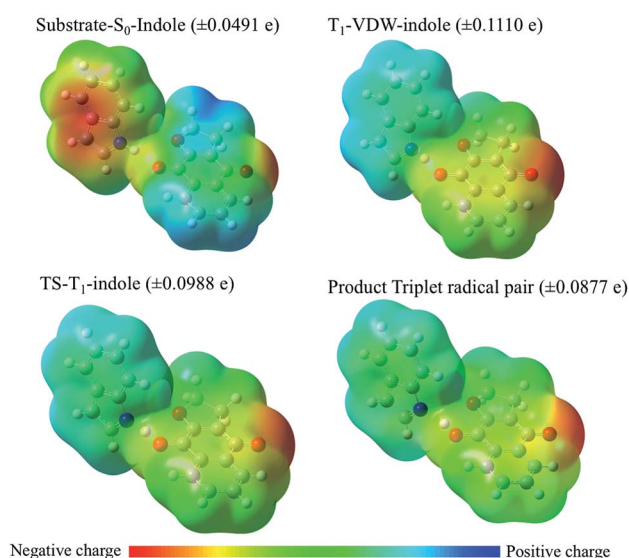 Substrate-S₀-Indole (±0.0491 e)
T₁-VDW-indole (±0.1110 e)
TS-T₁-indole (±0.0988 e)
Product Triplet radical pair (±0.0877 e)
Negative charge
Positive charge